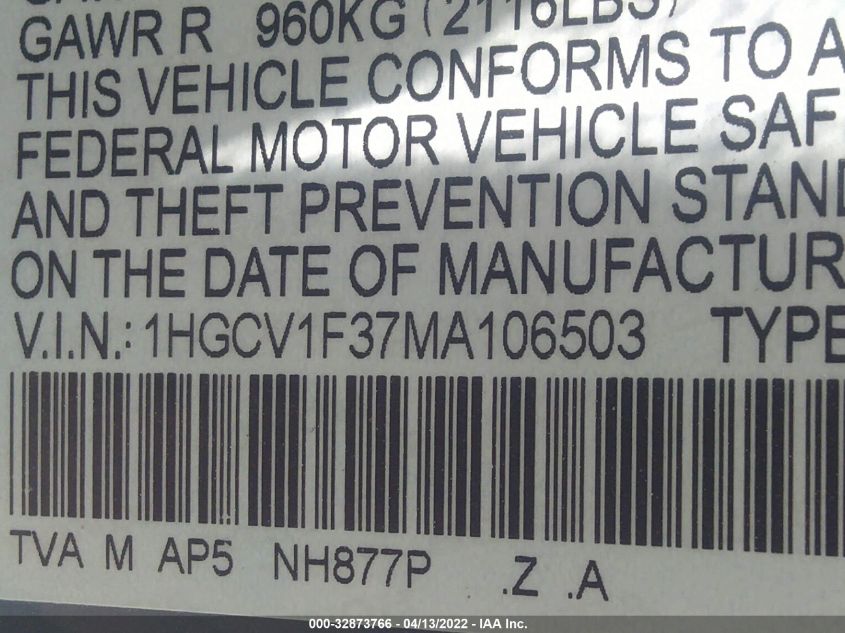 GAWR R 960KG (2116LBS)
THIS VEHICLE CONFORMS TO A
FEDERAL MOTOR VEHICLE SAF
AND THEFT PREVENTION STAND
ON THE DATE OF MANUFACTUR
V.I.N.: 1HGCV1F37MA106503 TYPE
TVA M AP5 NH877P .Z .A
000-32873766 - 04/13/2022 - IAA Inc.